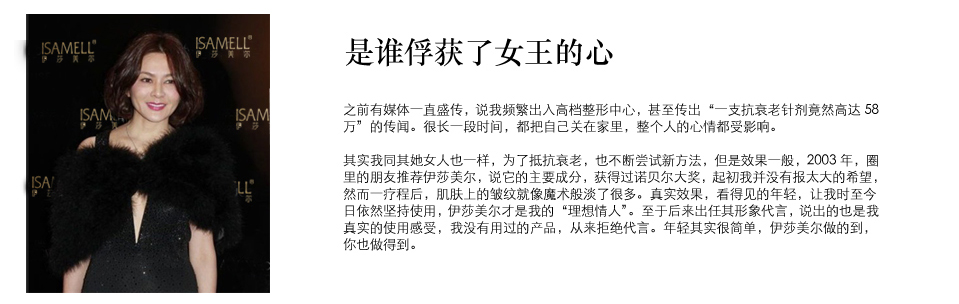 ISAMELL®
伊莎美尔
ISAMELL®
伊莎美尔
ISAM
伊莎
ISAM
伊莎
是谁俘获了女王的心
之前有媒体一直盛传，说我频繁出入高档整形中心，甚至传出“一支抗衰老针剂竟然高达 58
万”的传闻。很长一段时间，都把自己关在家里，整个人的心情都受影响。
其实我同其她女人也一样，为了抵抗衰老，也不断尝试新方法，但是效果一般，2003 年，圈
里的朋友推荐伊莎美尔，说它的主要成分，获得过诺贝尔大奖，起初我并没有报太大的希望，
然而一疗程后，肌肤上的皱纹就像魔术般淡了很多。真实效果，看得见的年轻，让我时至今
日依然坚持使用，伊莎美尔才是我的“理想情人”。至于后来出任其形象代言，说出的也是我
真实的使用感受，我没有用过的产品，从来拒绝代言。年轻其实很简单，伊莎美尔做的到，
你也做得到。